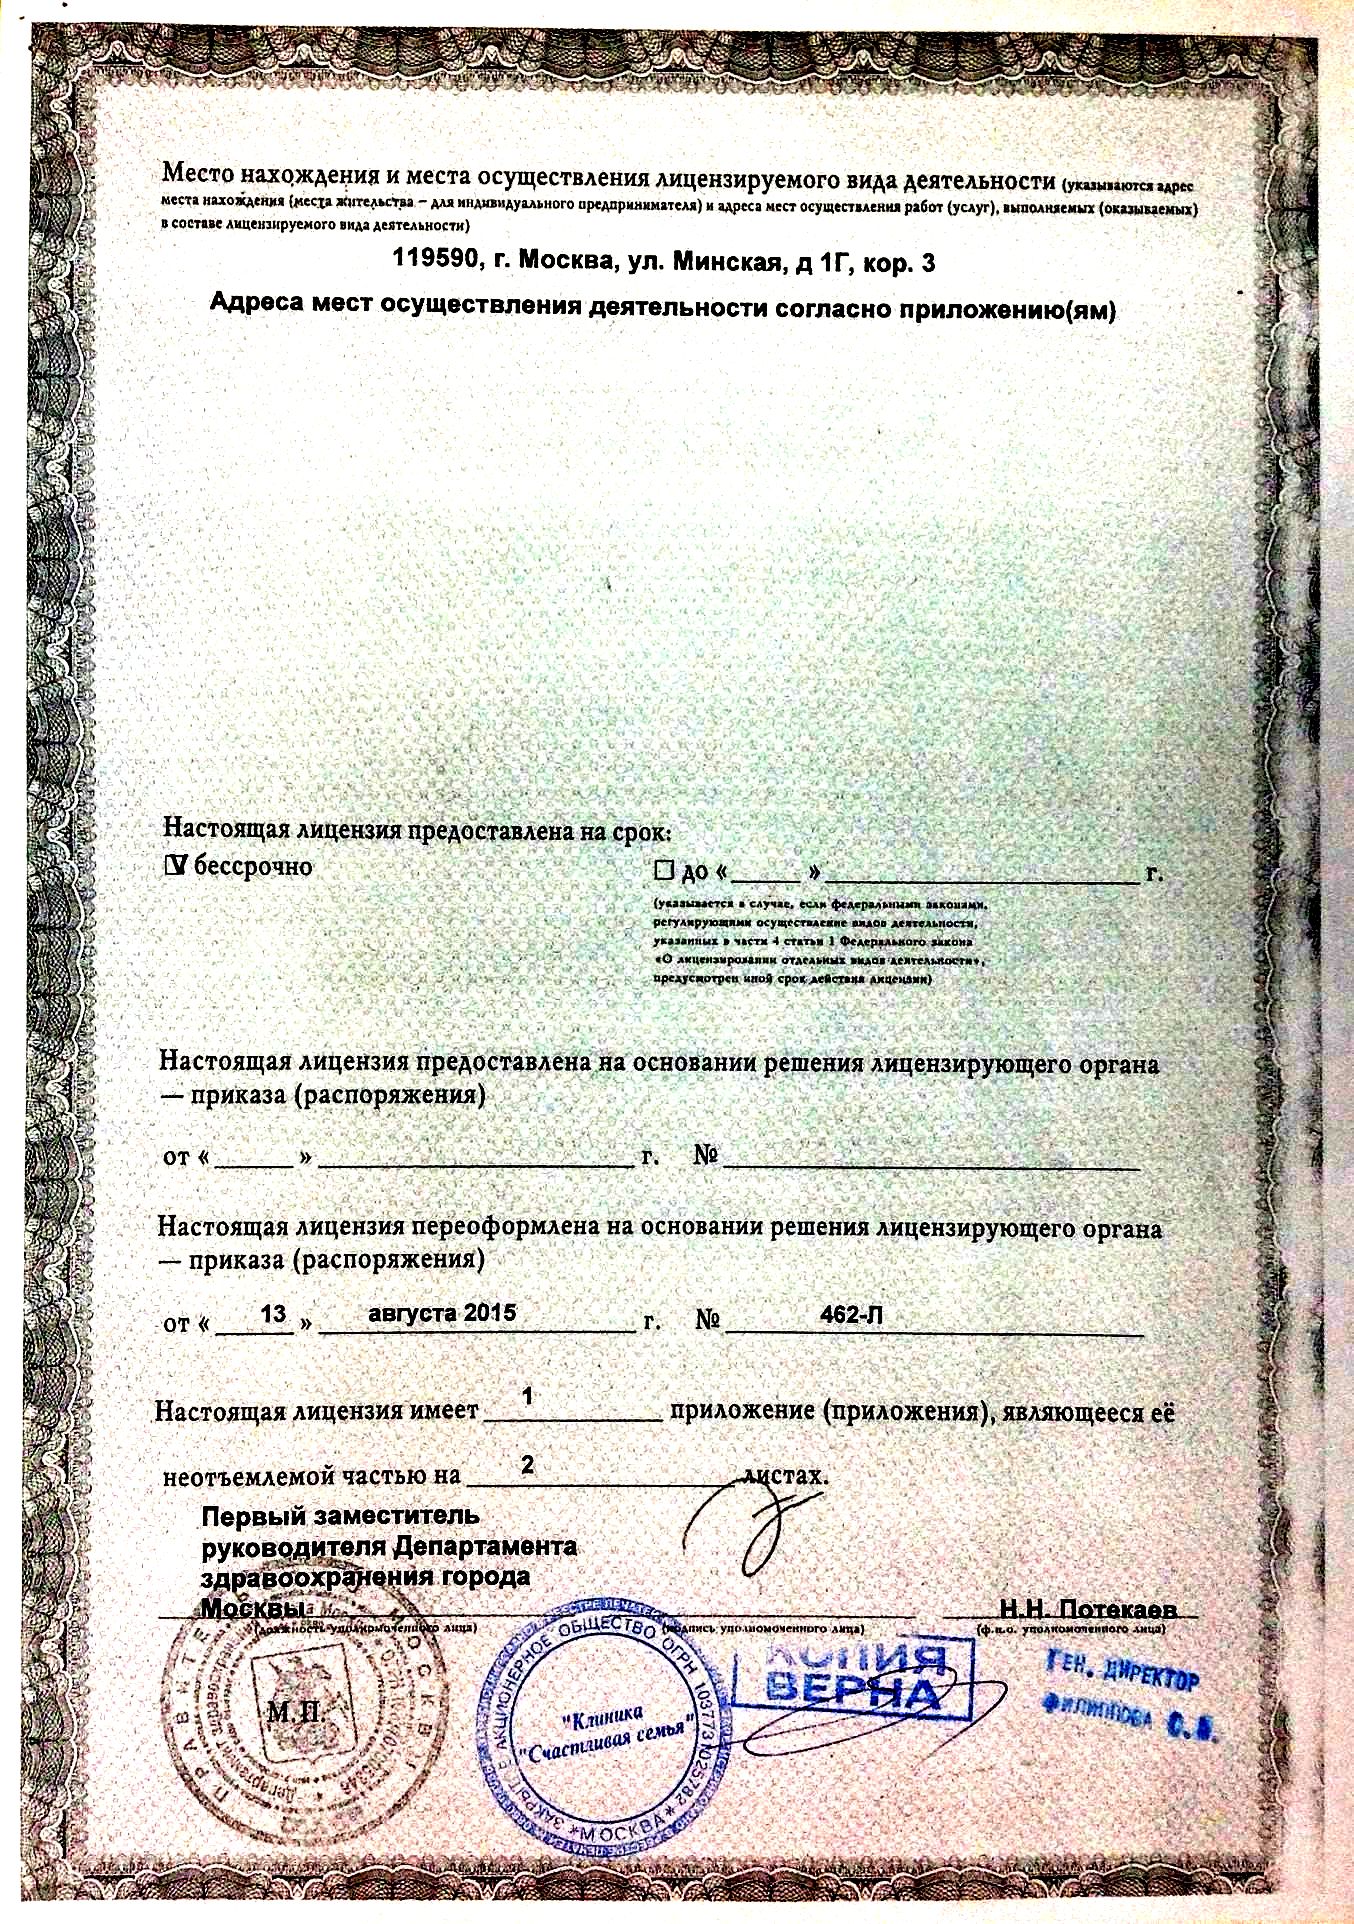 Место нахождения и места осуществления лицензируемого вида деятельности (указываются адрес
места нахождения (места жительства – для индивидуального предпринимателя) и адреса мест осуществления работ (услуг), выполняемых (оказываемых)
в составе лицензируемого вида деятельности)
119590, г. Москва, ул. Минская, д 1Г, кор. 3
Адреса мест осуществления деятельности согласно приложению(ям)
Настоящая лицензия предоставлена на срок:
V бессрочно
до «_____» _________________________ г.
(указывается в случае, если федеральными законами,
регулирующими осуществление видов деятельности,
указанных в части 4 статьи 1 Федерального закона
«О лицензировании отдельных видов деятельности»,
предусмотрен иной срок действия лицензии)
Настоящая лицензия предоставлена на основании решения лицензирующего органа
— приказа (распоряжения)
от «______» _________________________ г. № _________________________________
Настоящая лицензия переоформлена на основании решения лицензирующего органа
— приказа (распоряжения)
от « 13 » августа 2015 г. № 462-Л
Настоящая лицензия имеет 1 приложение (приложения), являющееся её
неотъемлемой частью на 2 листах.
Первый заместитель
руководителя Департамента
здравоохранения города
Москвы
Н.Н. Потекаев
(должность уполномоченного лица)
(подпись уполномоченного лица)
(ф.и.о. уполномоченного лица)
М.П.
ПРАВИТЕ МОСКВЫ
ЗАКРЫТОЕ АКЦИОНЕРНОЕ ОБЩЕСТВО ОГРН 1037731025782 * МОСКВА *
"Клиника
"Счастливая семья"
КОПИЯ
ВЕРНА
ГЕН. ДИРЕКТОР
ФИЛИППОВА С.В.